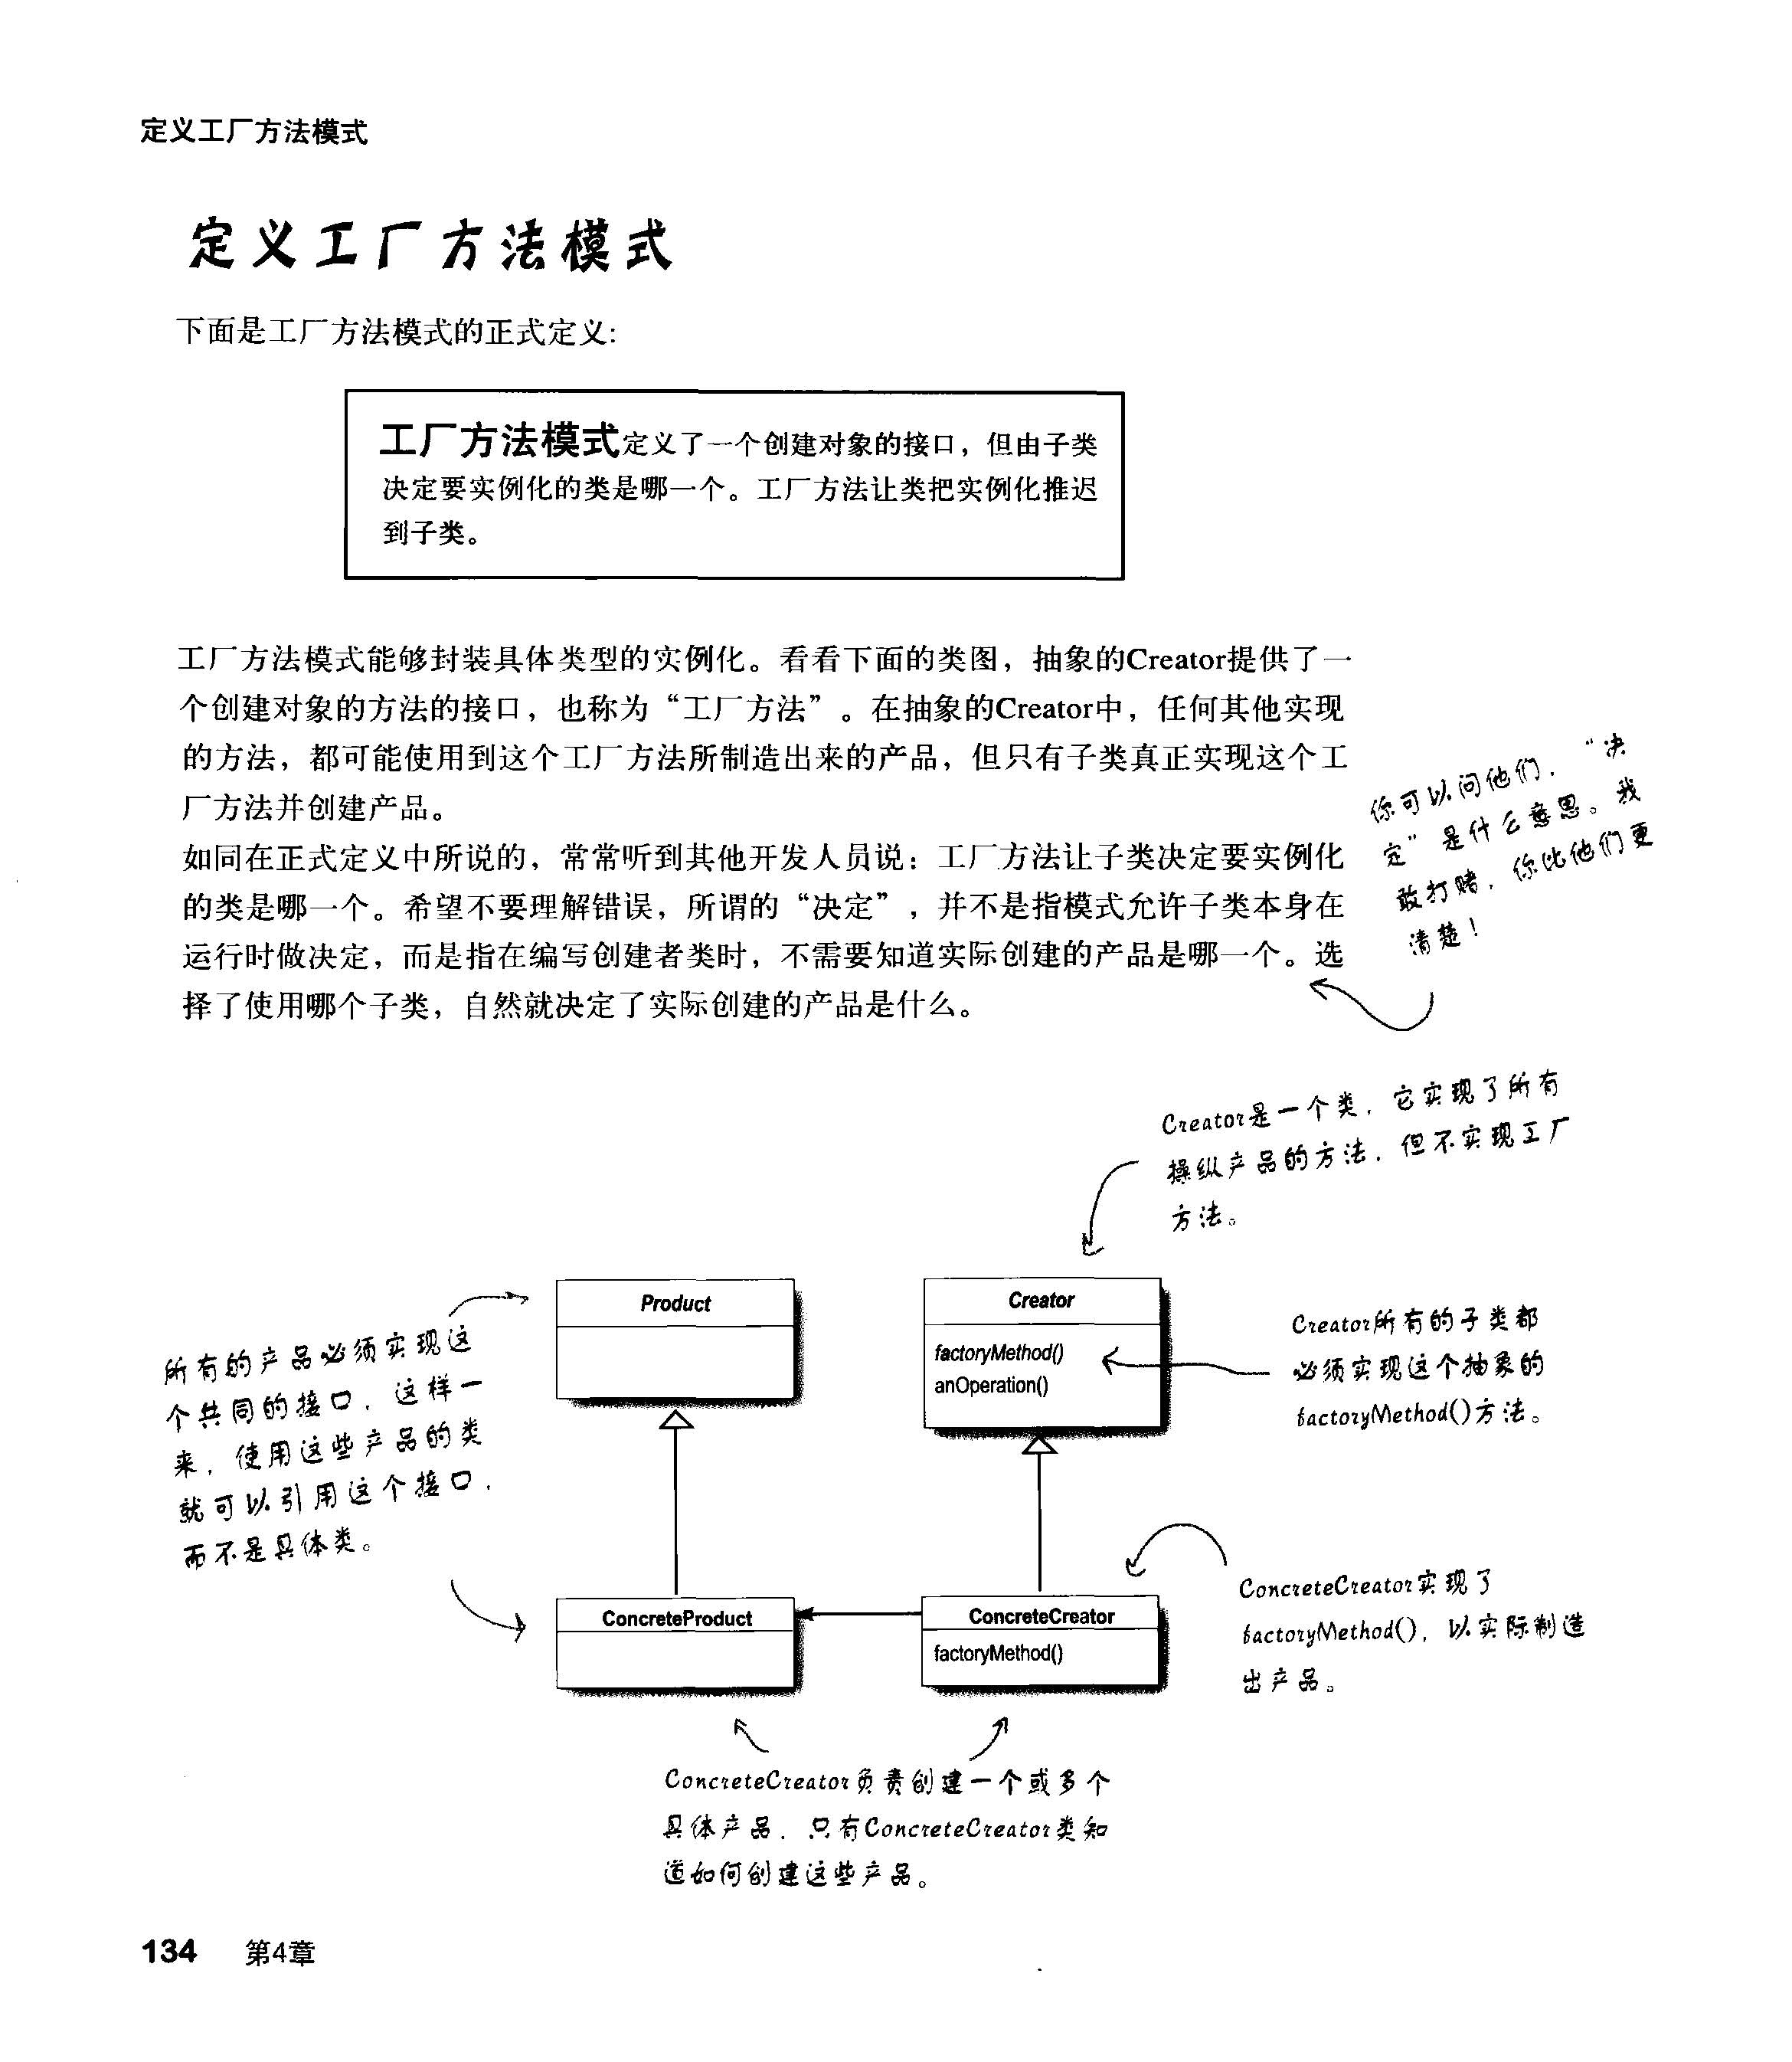 定义工厂方法模式
定义工厂方法模式
下面是工厂方法模式的正式定义:
工厂方法模式定义了一个创建对象的接口，但由子类
决定要实例化的类是哪一个。工厂方法让类把实例化推迟
到子类。
工厂方法模式能够封装具体类型的实例化。看看下面的类图，抽象的Creator提供了一
个创建对象的方法的接口，也称为“工厂方法”。在抽象的Creator中，任何其他实现
的方法，都可能使用到这个工厂方法所制造出来的产品，但只有子类真正实现这个工
厂方法并创建产品。
如同在正式定义中所说的，常常听到其他开发人员说：工厂方法让子类决定要实例化
的类是哪一个。希望不要理解错误，所谓的“决定”，并不是指模式允许子类本身在
运行时做决定，而是指在编写创建者类时，不需要知道实际创建的产品是哪一个。选
择了使用哪个子类，自然就决定了实际创建的产品是什么。
你可以问他们，“决
定”是什么意思。我
敢打赌，你比他们更
清楚！
Creator是一个类，它实现了所有
操纵产品的方法，但不实现工厂
方法。
Product
Creator
factoryMethod()
anOperation()
Creator所有的子类都
必须实现这个抽象的
factoryMethod()方法。
所有的产品必须实现这
个共同的接口，这样一
来，使用这些产品的类
就可以引用这个接口，
而不是具体类。
ConcreteProduct
ConcreteCreator
factoryMethod()
ConcreteCreator实现了
factoryMethod()，以实际制造
出产品。
ConcreteCreator负责创建一个或多个
具体产品，只有ConcreteCreator类知
道如何创建这些产品。
134 第4章